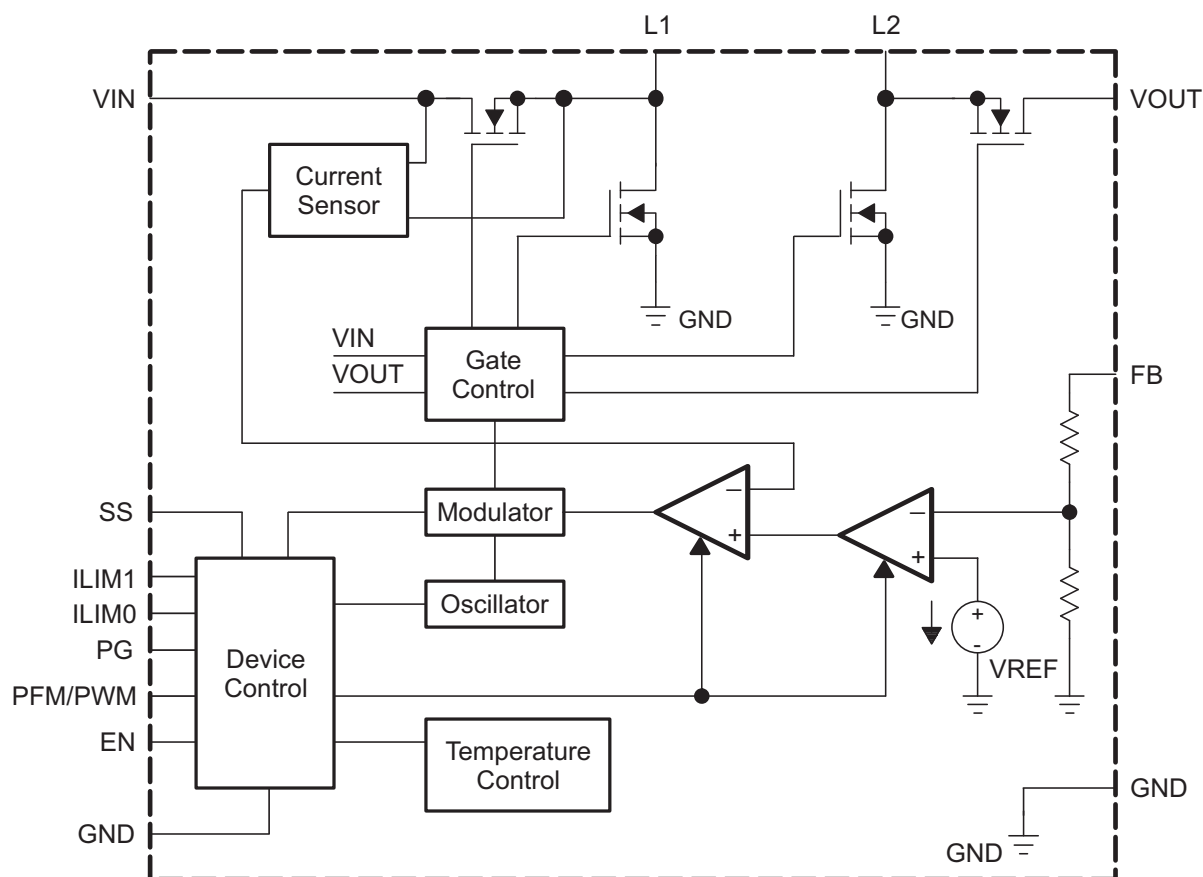 L1
L2
VIN
VOUT
Current
Sensor
GND
GND
VIN
VOUT
Gate
Control
FB
SS
Modulator
–
+
–
+
ILIM1
ILIM0
PG
PFM/PWM
EN
Device
Control
Oscillator
+
-
VREF
Temperature
Control
GND
GND
GND